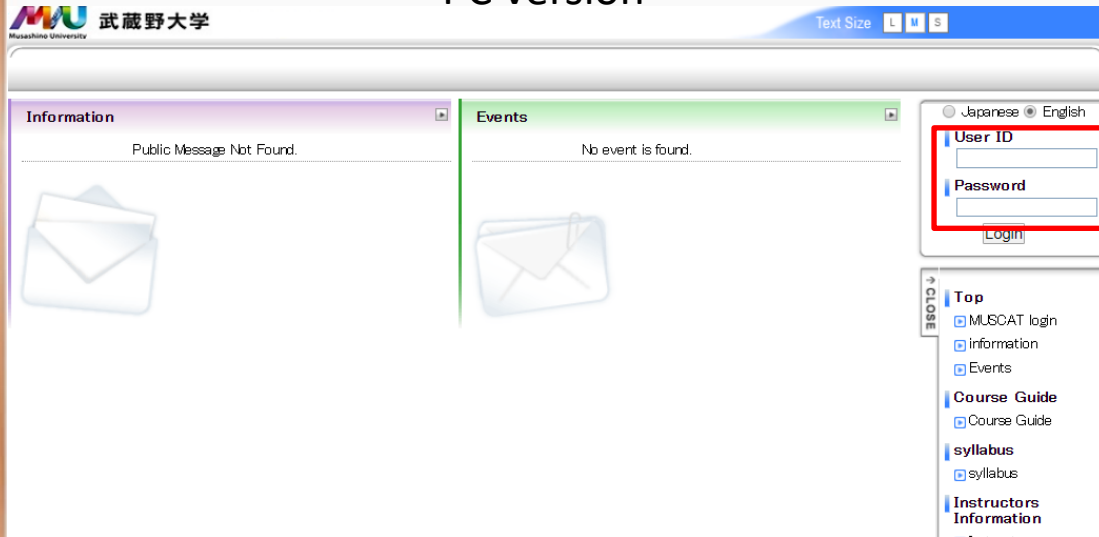 PC version
MU 武蔵野大学
Musashino University
Text Size L M S
Information
Public Message Not Found.
Events
No event is found.
Japanese English
User ID
Password
Login
↑ CLOSE
Top
MUSCAT login
information
Events
Course Guide
Course Guide
syllabus
syllabus
Instructors
Information